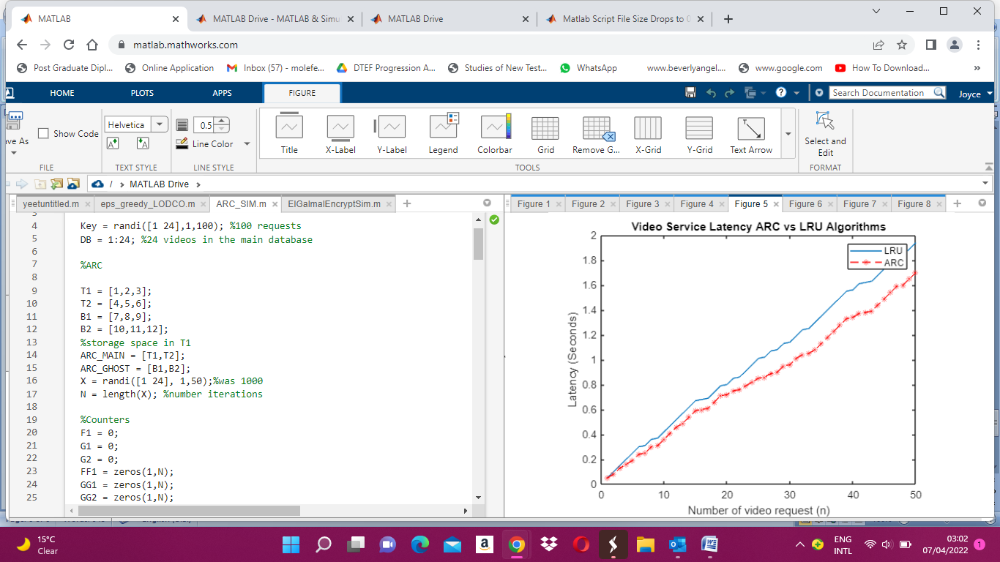 MATLAB
MATLAB Drive - MATLAB & Simu
MATLAB Drive
Matlab Script File Size Drops to 0
matlab.mathworks.com
Post Graduate Dipl...
Online Application
Inbox (57) - molefe...
DTEF Progression A...
Studies of New Test...
WhatsApp
www.beverlyangel....
www.google.com
How To Download...
»
HOME
PLOTS
APPS
FIGURE
Search Documentation
Joyce
ve As
Show Code
FILE
Helvetica
A A
TEXT STYLE
0.5
Line Color
LINE STYLE
Title
X-Label
Y-Label
Legend
Colorbar
Grid
Remove G...
X-Grid
Y-Grid
Text Arrow
TOOLS
Select and
Edit
FORMAT
/ › MATLAB Drive ›
yeetuntitled.m
eps_greedy_LODCO.m
ARC_SIM.m
ElGalmalEncryptSim.m
Figure 1
Figure 2
Figure 3
Figure 4
Figure 5
Figure 6
Figure 7
Figure 8
4 Key = randi([1 24],1,100); %100 requests
5 DB = 1:24; %24 videos in the main database
6
7 %ARC
8
9 T1 = [1,2,3];
10 T2 = [4,5,6];
11 B1 = [7,8,9];
12 B2 = [10,11,12];
13 %storage space in T1
14 ARC_MAIN = [T1,T2];
15 ARC_GHOST = [B1,B2];
16 X = randi([1 24], 1,50);%was 1000
17 N = length(X); %number iterations
18
19 %Counters
20 F1 = 0;
21 G1 = 0;
22 G2 = 0;
23 FF1 = zeros(1,N);
24 GG1 = zeros(1,N);
25 GG2 = zeros(1,N);
Video Service Latency ARC vs LRU Algorithms
LRU
ARC
2
1.8
1.6
1.4
1.2
1
0.8
0.6
0.4
0.2
0
Latency (Seconds)
0 10 20 30 40 50
Number of video request (n)
15°C
Clear
ENG
INTL
03:02
07/04/2022
1